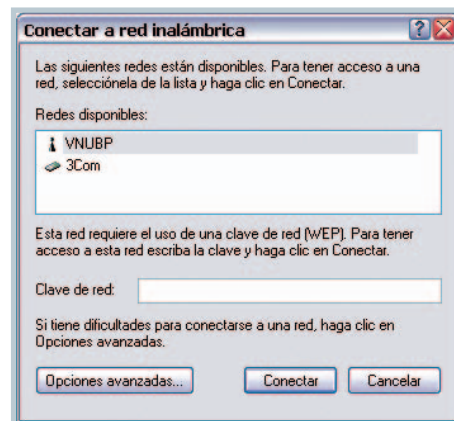 Conectar a red inalámbrica
Las siguientes redes están disponibles. Para tener acceso a una
red, selecciónela de la lista y haga clic en Conectar.
Redes disponibles:
VNUBP
3Com
Esta red requiere el uso de una clave de red (WEP). Para tener
acceso a esta red escriba la clave y haga clic en Conectar.
Clave de red:
Si tiene dificultades para conectarse a una red, haga clic en
Opciones avanzadas.
Opciones avanzadas... Conectar Cancelar